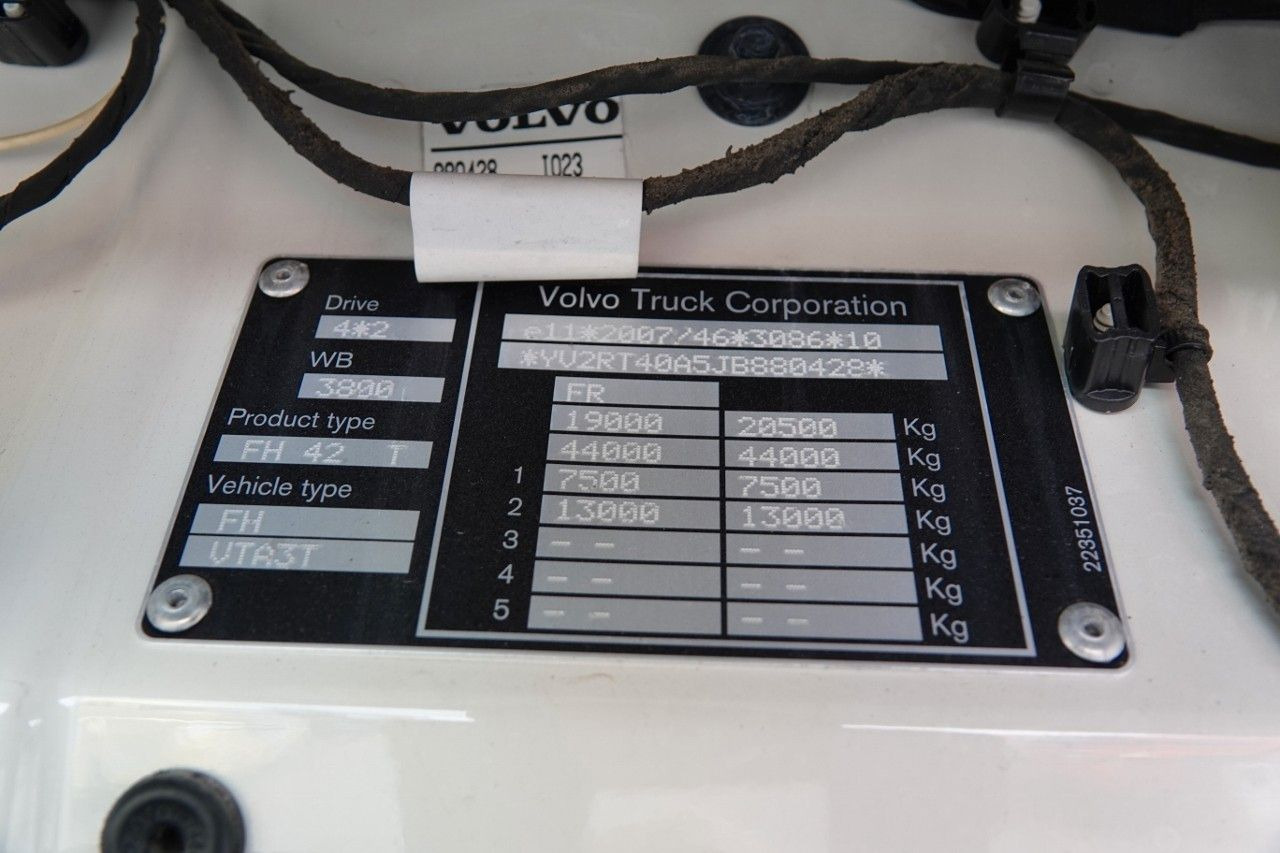 VOLVO
880428 T023
Drive
4*2
WB
3800
Product type
FH 42 T
Vehicle type
FH
VTA3T
Volvo Truck Corporation
e11*2007/46*3086*10
*YV2RT40A5JB880428*
FR
19000 20500 Kg
44000 44000 Kg
1 7500 7500 Kg
2 13000 13000 Kg
3 -- -- Kg
4 -- -- Kg
5 -- -- Kg
22351037